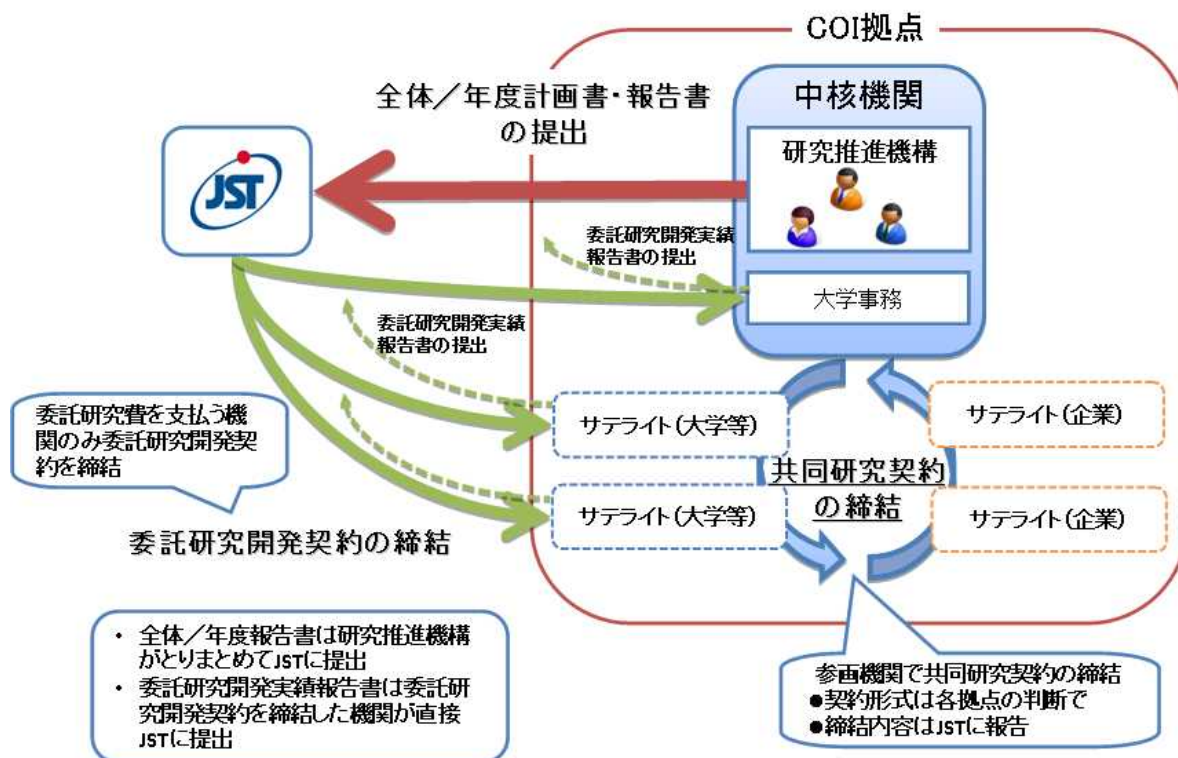 COI拠点
中核機関
研究推進機構
大学事務
全体／年度計画書・報告書
の提出
JST
委託研究開発実績
報告書の提出
委託研究開発実績
報告書の提出
サテライト(大学等)
サテライト(企業)
委託研究費を支払う機
関のみ委託研究開発契
約を締結
共同研究契約
の締結
サテライト(大学等)
サテライト(企業)
委託研究開発契約の締結
・ 全体／年度報告書は研究推進機構
がとりまとめてJSTに提出
・ 委託研究開発実績報告書は委託研
究開発契約を締結した機関が直接
JSTに提出
参画機関で共同研究契約の締結
●契約形式は各拠点の判断で
●締結内容はJSTに報告